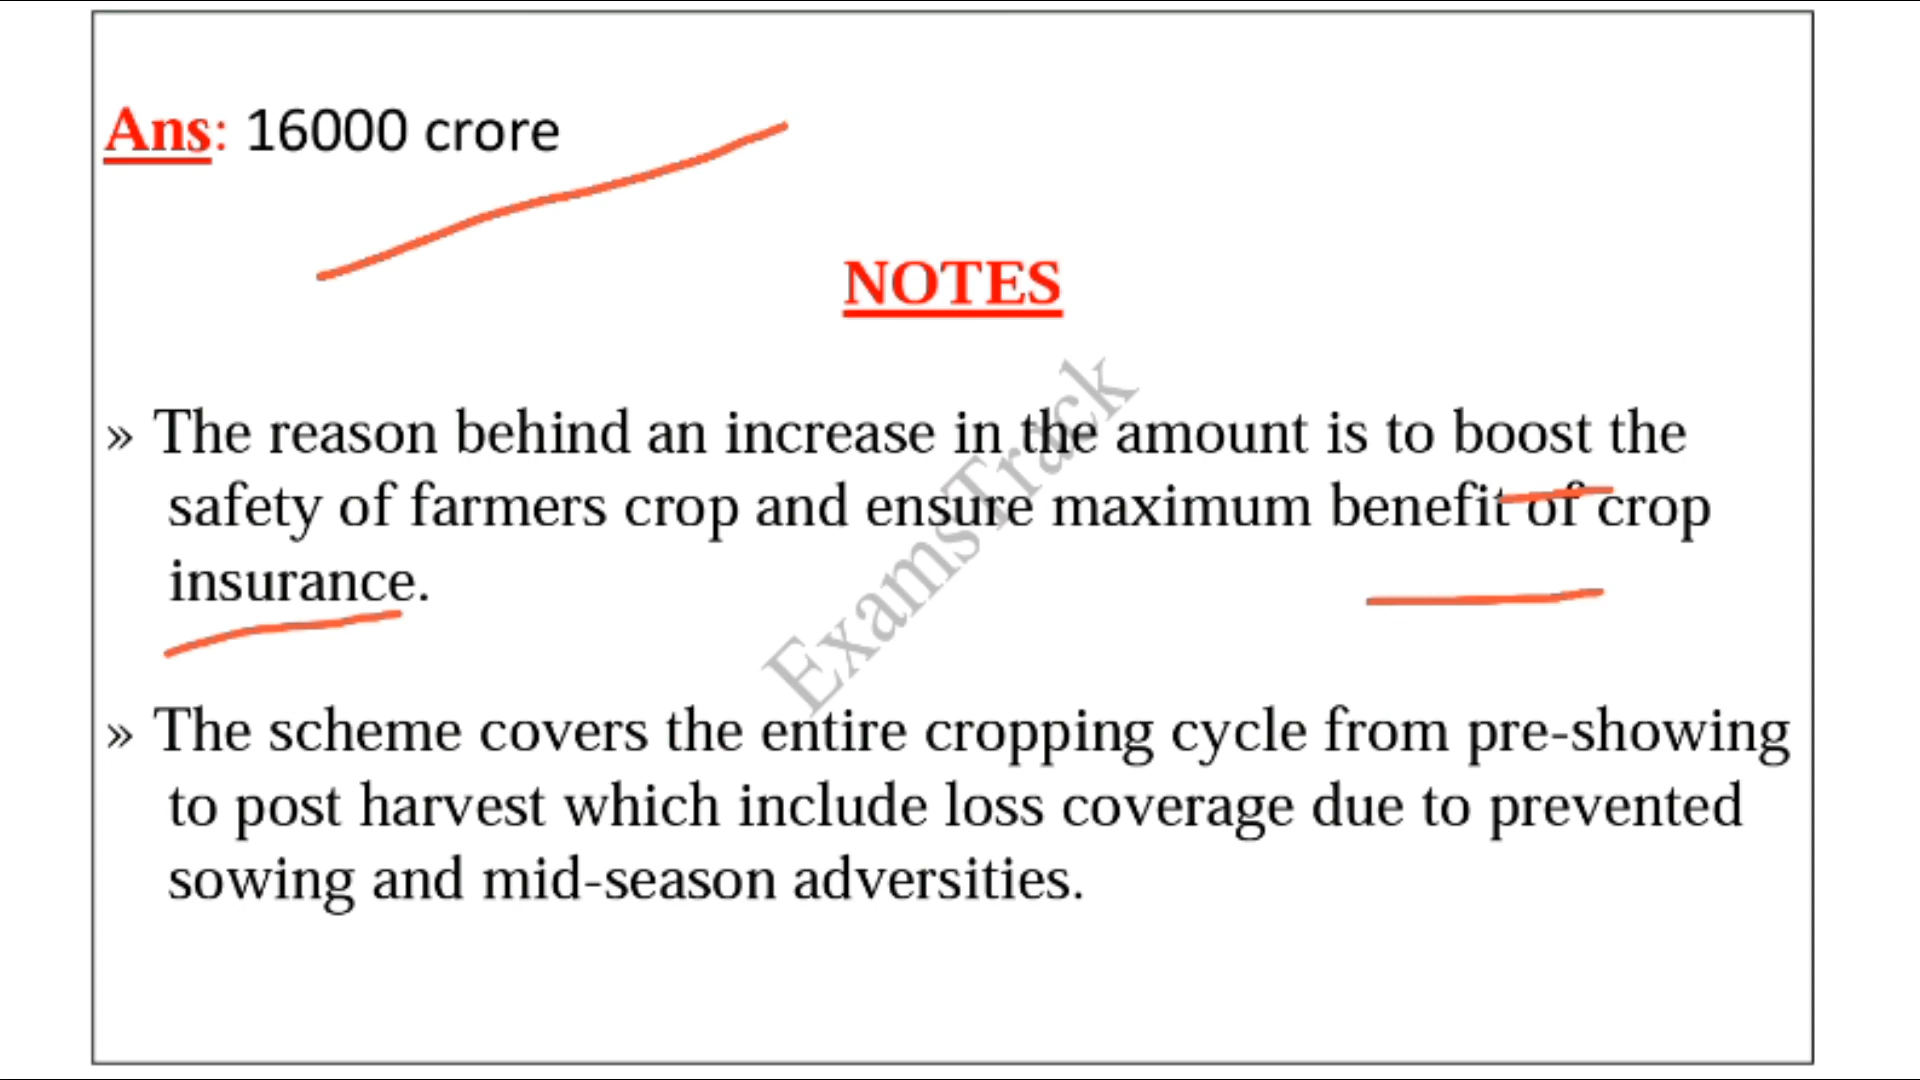 Ans: 16000 crore
NOTES
» The reason behind an increase in the amount is to boost the
safety of farmers crop and ensure maximum benefit of crop
insurance.
» The scheme covers the entire cropping cycle from pre-showing
to post harvest which include loss coverage due to prevented
sowing and mid-season adversities.
ExamsTrack